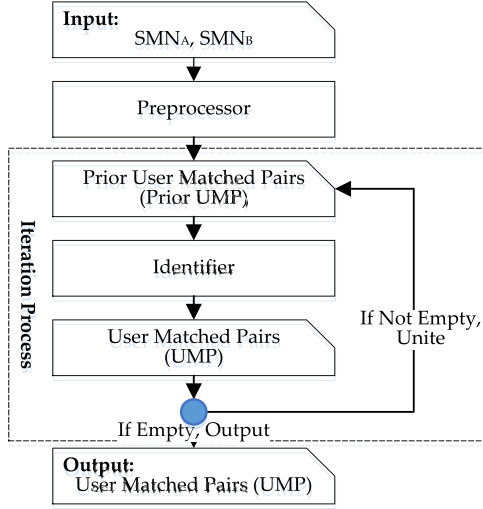 Input:
SMNA, SMNB
Preprocessor
Prior User Matched Pairs
(Prior UMP)
Iteration Process
Identifier
User Matched Pairs
(UMP)
If Not Empty,
Unite
If Empty, Output
Output:
User Matched Pairs (UMP)